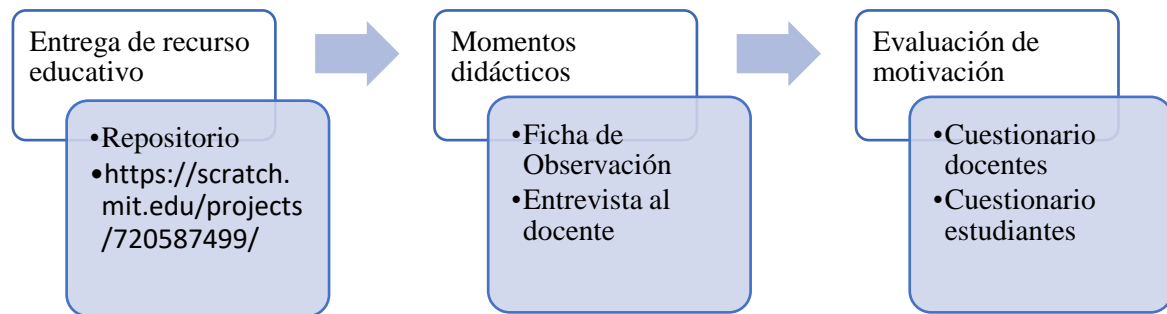 Entrega de recurso
educativo
•Repositorio
•https://scratch.
mit.edu/projects
/720587499/
Momentos
didácticos
•Ficha de
Observación
•Entrevista al
docente
Evaluación de
motivación
•Cuestionario
docentes
•Cuestionario
estudiantes